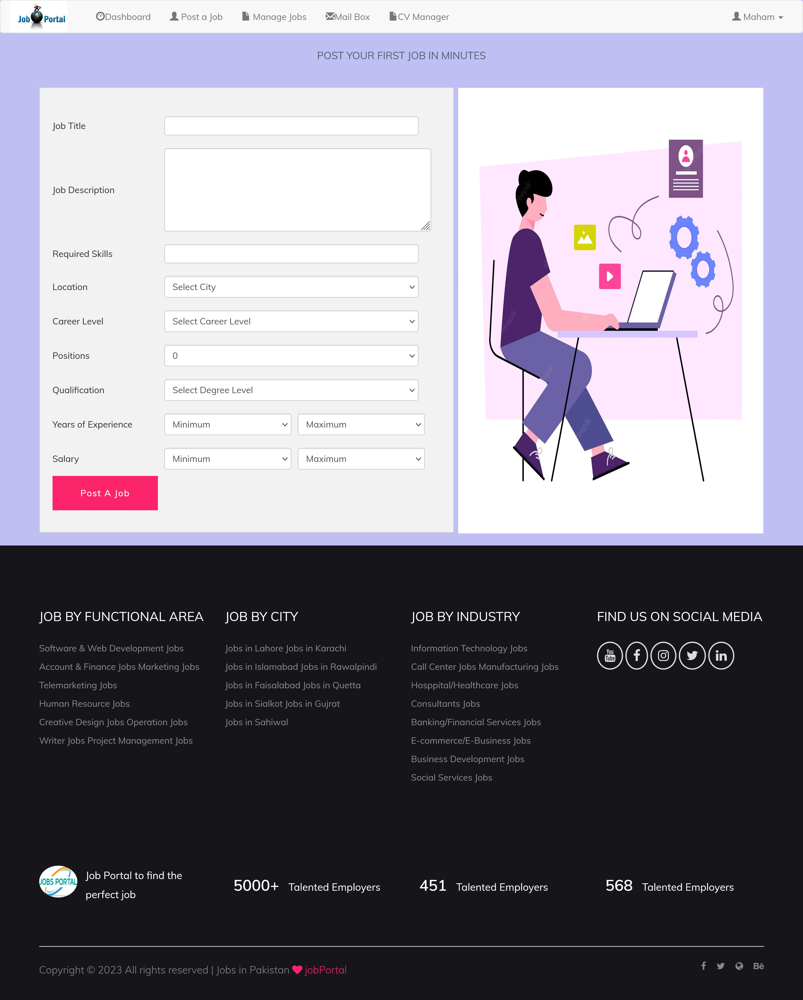 Job Portal
Dashboard
Post a Job
Manage Jobs
Mail Box
CV Manager
Maham
POST YOUR FIRST JOB IN MINUTES
Job Title
Job Description
Required Skills
Location
Select City
Career Level
Select Career Level
Positions
0
Qualification
Select Degree Level
Years of Experience
Minimum
Maximum
Salary
Minimum
Maximum
Post A Job
freepik
reepik
freepik
epik
eepik
JOB BY FUNCTIONAL AREA
Software & Web Development Jobs
Account & Finance Jobs Marketing Jobs
Telemarketing Jobs
Human Resource Jobs
Creative Design Jobs Operation Jobs
Writer Jobs Project Management Jobs
JOB BY CITY
Jobs in Lahore Jobs in Karachi
Jobs in Islamabad Jobs in Rawalpindi
Jobs in Faisalabad Jobs in Quetta
Jobs in Sialkot Jobs in Gujrat
Jobs in Sahiwal
JOB BY INDUSTRY
Information Technology Jobs
Call Center Jobs Manufacturing Jobs
Hosppital/Healthcare Jobs
Consultants Jobs
Banking/Financial Services Jobs
E-commerce/E-Business Jobs
Business Development Jobs
Social Services Jobs
FIND US ON SOCIAL MEDIA
You
Tube
JOBS PORTAL
Job Portal to find the
perfect job
5000+ Talented Employers
451 Talented Employers
568 Talented Employers
Copyright © 2023 All rights reserved | Jobs in Pakistan ♥ jobPortal